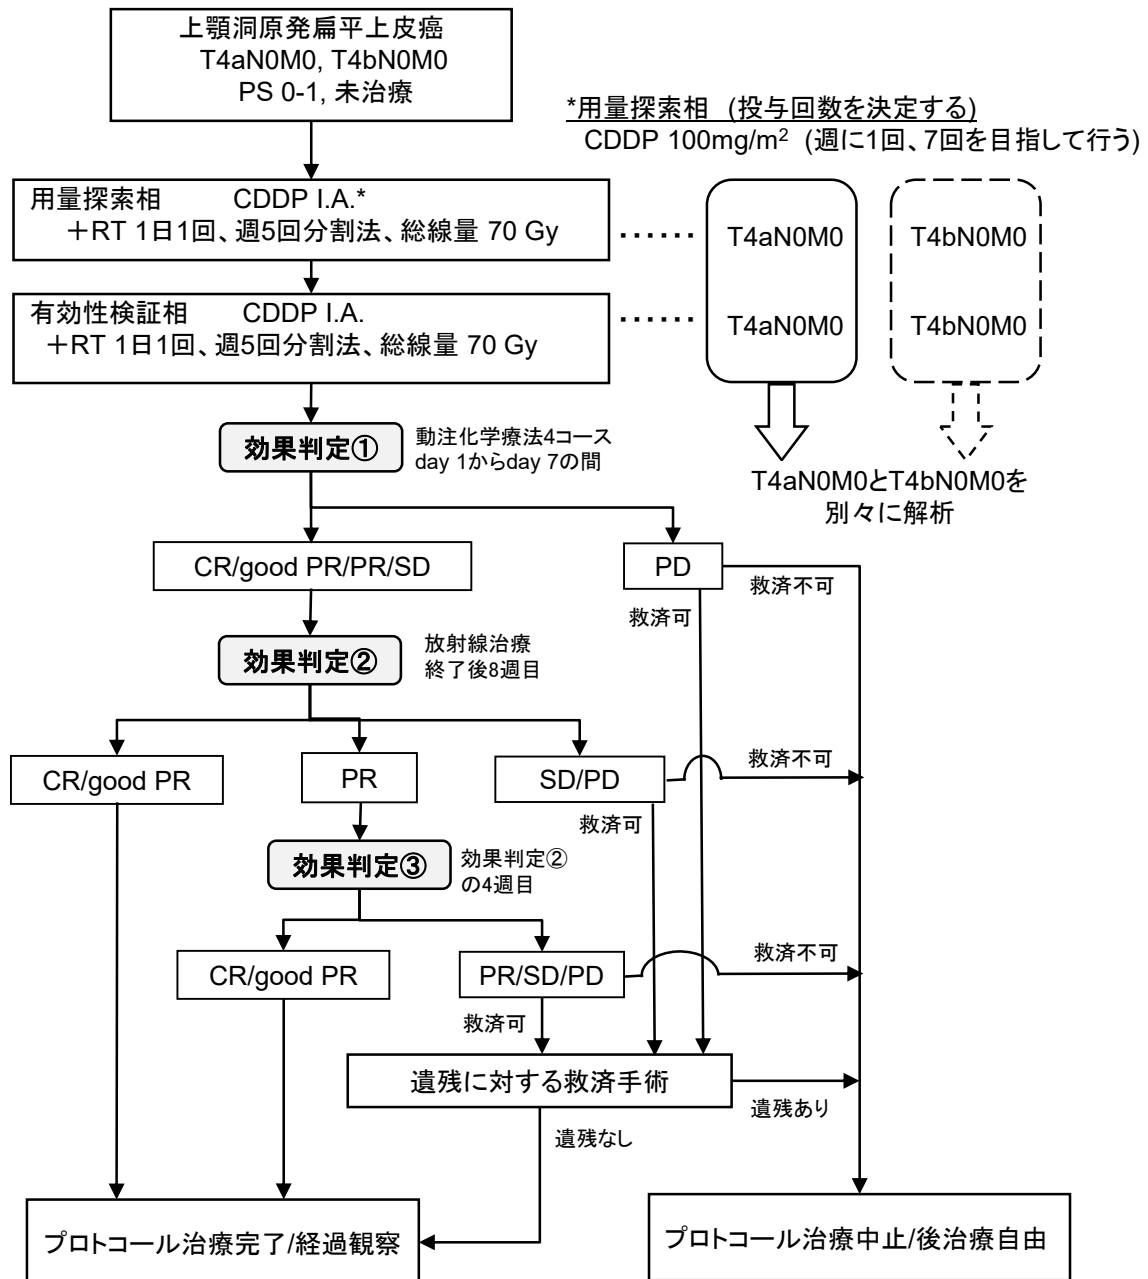 上顎洞原発扁平上皮癌
T4aN0M0, T4bN0M0
PS 0-1, 未治療
*用量探索相 (投与回数を決定する)
CDDP 100mg/m² (週に1回、7回を目指して行う)
用量探索相 CDDP I.A.*
+RT 1日1回、週5回分割法、総線量 70 Gy
……
T4aN0M0
T4bN0M0
有効性検証相 CDDP I.A.
+RT 1日1回、週5回分割法、総線量 70 Gy
……
T4aN0M0
T4bN0M0
効果判定①
動注化学療法4コース
day 1からday 7の間
T4aN0M0とT4bN0M0を
別々に解析
CR/good PR/PR/SD
PD
救済不可
救済可
効果判定②
放射線治療
終了後8週目
CR/good PR
PR
SD/PD
救済不可
救済可
効果判定③
効果判定②
の4週目
CR/good PR
PR/SD/PD
救済不可
救済可
遺残に対する救済手術
遺残あり
遺残なし
プロトコール治療完了/経過観察
プロトコール治療中止/後治療自由